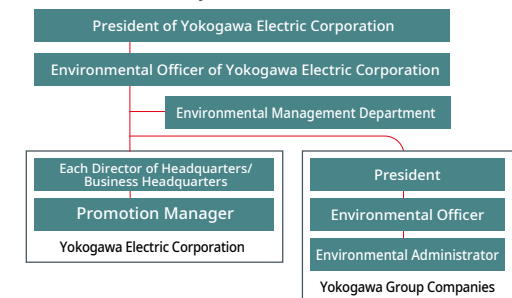 President of Yokogawa Electric Corporation
Environmental Officer of Yokogawa Electric Corporation
Environmental Management Department
Each Director of Headquarters/
Business Headquarters
Promotion Manager
Yokogawa Electric Corporation
President
Environmental Officer
Environmental Administrator
Yokogawa Group Companies